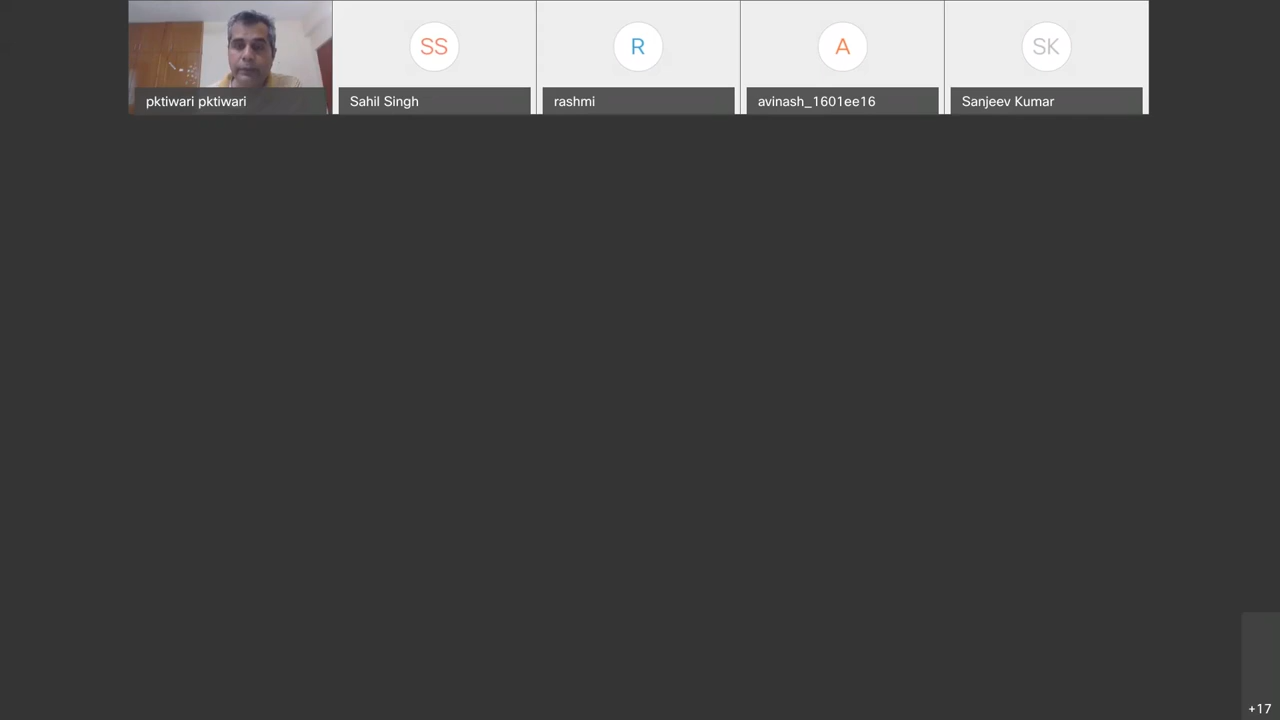 SS
R
A
SK
pktiwari pktiwari
Sahil Singh
rashmi
avinash_1601ee16
Sanjeev Kumar
+17